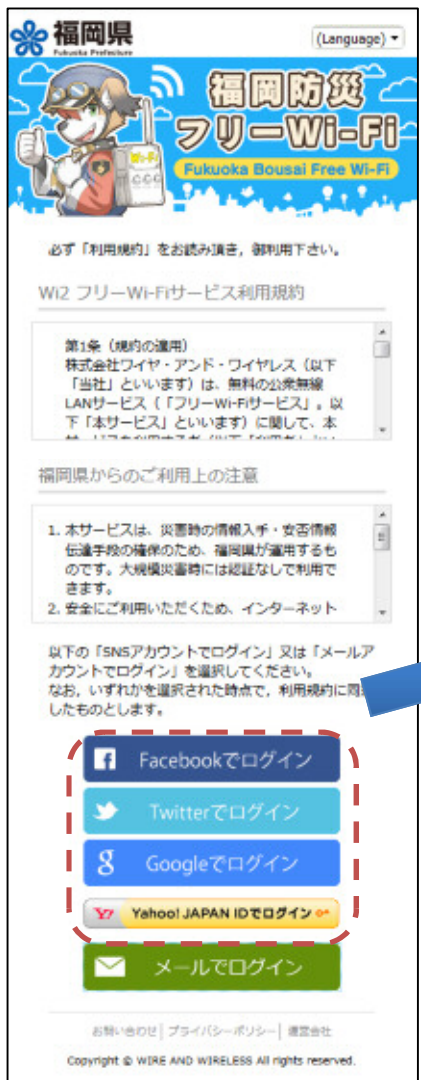 福岡県
Fukuoka Prefecture
(Language)
福岡防災
フリーWi-Fi
Fukuoka Bousai Free Wi-Fi
Wi-Fi
必ず「利用規約」をお読み頂き，御利用下さい。
Wi2 フリーWi-Fiサービス利用規約
第1条（規約の適用）
株式会社ワイヤ・アンド・ワイヤレス（以下
「当社」といいます）は、無料の公衆無線
LANサービス（「フリーWi-Fiサービス」。以
下「本サービス」といいます）に関して、本
福岡県からのご利用上の注意
1. 本サービスは、災害時の情報入手・安否情報
伝達手段の確保のため、福岡県が運用するも
のです。大規模災害時には認証なしで利用で
きます。
2. 安全にご利用いただくため、インターネット
以下の「SNSアカウントでログイン」又は「メールア
カウントでログイン」を選択してください。
なお，いずれかを選択された時点で，利用規約に同
したものとします。
f Facebookでログイン
Twitterでログイン
g Googleでログイン
Y! Yahoo! JAPAN IDでログイン
メールでログイン
お問い合わせ│プライバシーポリシー│運営会社
Copyright © WIRE AND WIRELESS All rights reserved.